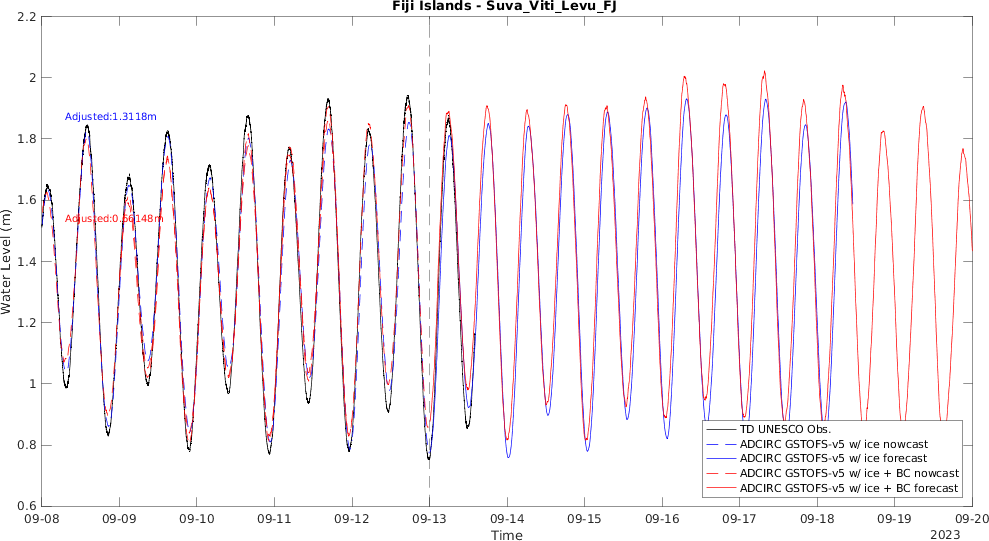 Fiji Islands - Suva_Viti_Levu_FJ
2.2
2
1.8
1.6
1.4
1.2
1
0.8
0.6
Water Level (m)
Adjusted:1.3118m
Adjusted:0.56148m
TD UNESCO Obs.
ADCIRC GSTOFS-v5 w/ ice nowcast
ADCIRC GSTOFS-v5 w/ ice forecast
ADCIRC GSTOFS-v5 w/ ice + BC nowcast
ADCIRC GSTOFS-v5 w/ ice + BC forecast
09-08 09-09 09-10 09-11 09-12 09-13 09-14 09-15 09-16 09-17 09-18 09-19 09-20
Time
2023